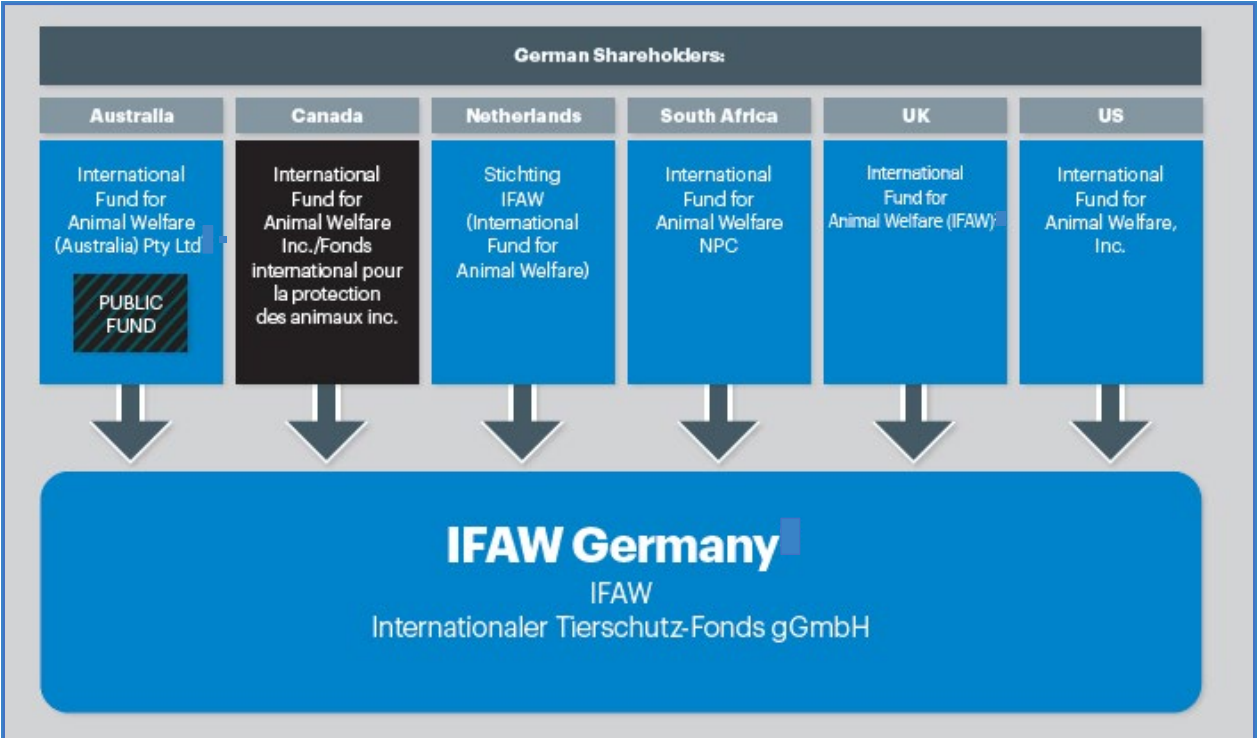 German Shareholders:
Australia
International
Fund for
Animal Welfare
(Australia) Pty Ltd
PUBLIC
FUND
Canada
International
Fund for
Animal Welfare
Inc./Fonds
international pour
la protection
des animaux inc.
Netherlands
Stichting
IFAW
(International
Fund for
Animal Welfare)
South Africa
International
Fund for
Animal Welfare
NPC
UK
International
Fund for
Animal Welfare (IFAW)
US
International
Fund for
Animal Welfare,
Inc.
IFAW Germany
IFAW
Internationaler Tierschutz-Fonds gGmbH